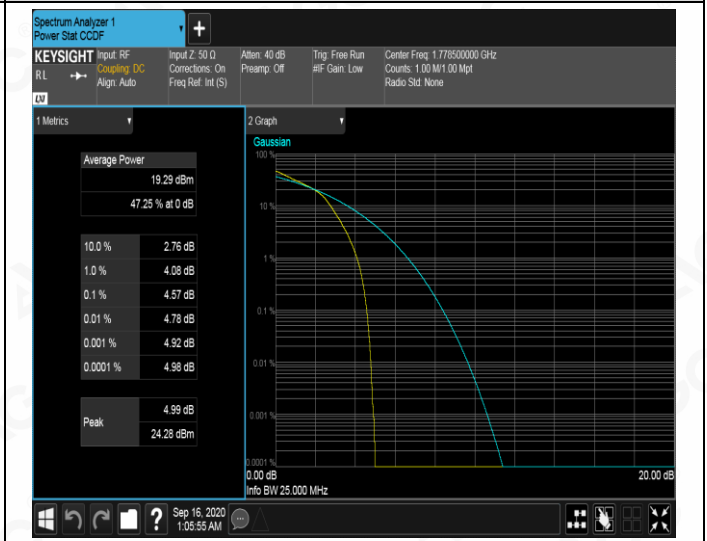 Spectrum Analyzer 1
Power Stat CCDF
+
KEYSIGHT
RL
Input: RF
Coupling: DC
Align: Auto
Input Z: 50 Ω
Corrections: On
Freq Ref: Int (S)
Atten: 40 dB
Preamp: Off
Trig: Free Run
#IF Gain: Low
Center Freq: 1.778500000 GHz
Counts: 1.00 M/1.00 Mpt
Radio Std: None
LXI
1 Metrics
Average Power
19.29 dBm
47.25 % at 0 dB
10.0 % 2.76 dB
1.0 % 4.08 dB
0.1 % 4.57 dB
0.01 % 4.78 dB
0.001 % 4.92 dB
0.0001 % 4.98 dB
Peak 4.99 dB
24.28 dBm
2 Graph
Gaussian
100 %
10 %
1 %
0.1 %
0.01 %
0.001 %
0.0001 %
0.00 dB
20.00 dB
Info BW 25.000 MHz
?
Sep 16, 2020
1:05:55 AM